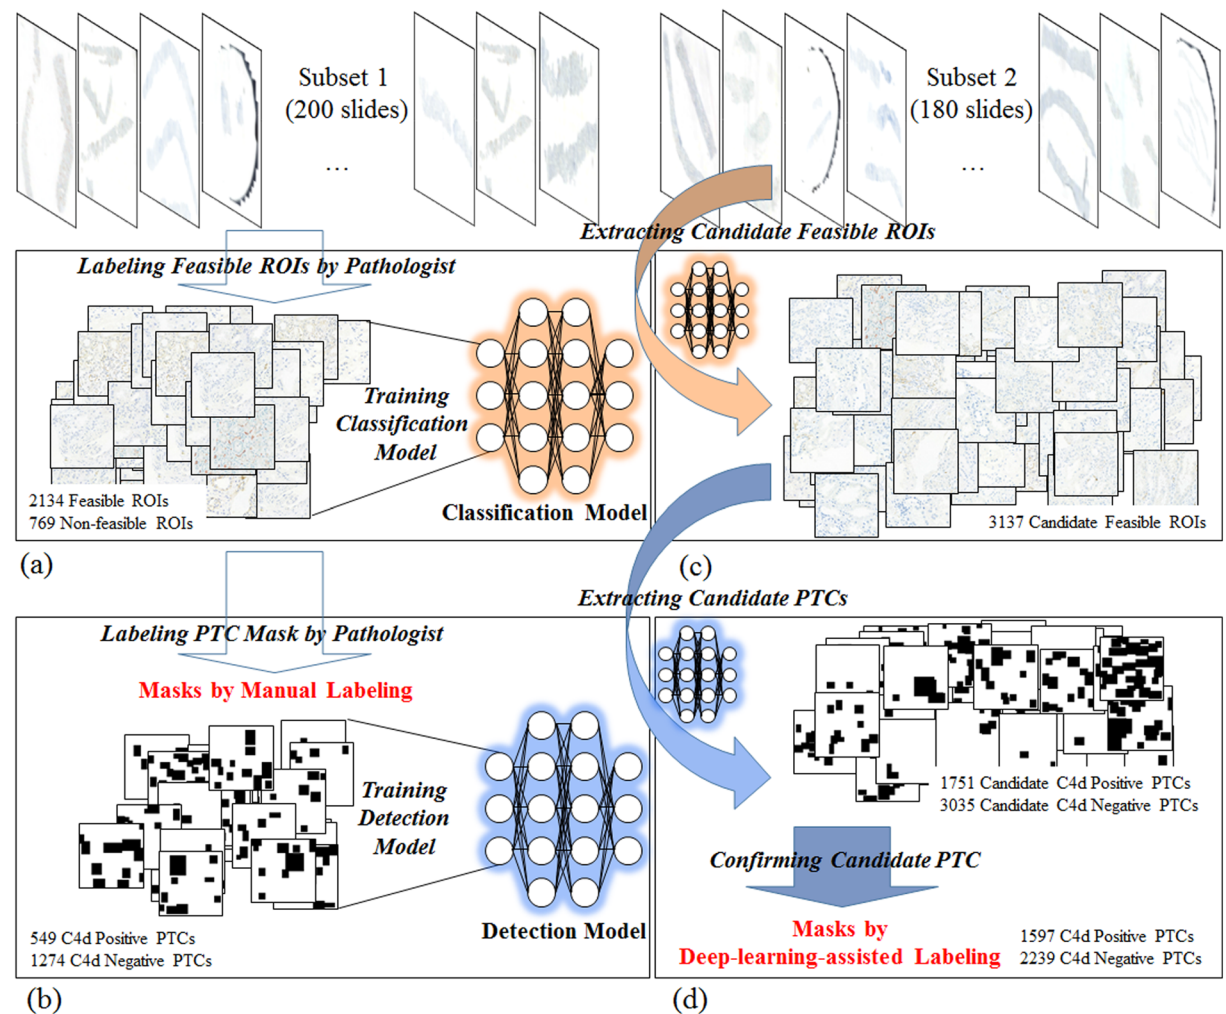 Subset 1
(200 slides)
...
Subset 2
(180 slides)
...
Extracting Candidate Feasible ROIs
Labeling Feasible ROIs by Pathologist
Training
Classification
Model
2134 Feasible ROIs
769 Non-feasible ROIs
Classification Model
3137 Candidate Feasible ROIs
(a)
(c)
Extracting Candidate PTCs
Labeling PTC Mask by Pathologist
Masks by Manual Labeling
Training
Detection
Model
549 C4d Positive PTCs
1274 C4d Negative PTCs
Detection Model
1751 Candidate C4d Positive PTCs
3035 Candidate C4d Negative PTCs
Confirming Candidate PTC
Masks by
Deep-learning-assisted Labeling
1597 C4d Positive PTCs
2239 C4d Negative PTCs
(b)
(d)